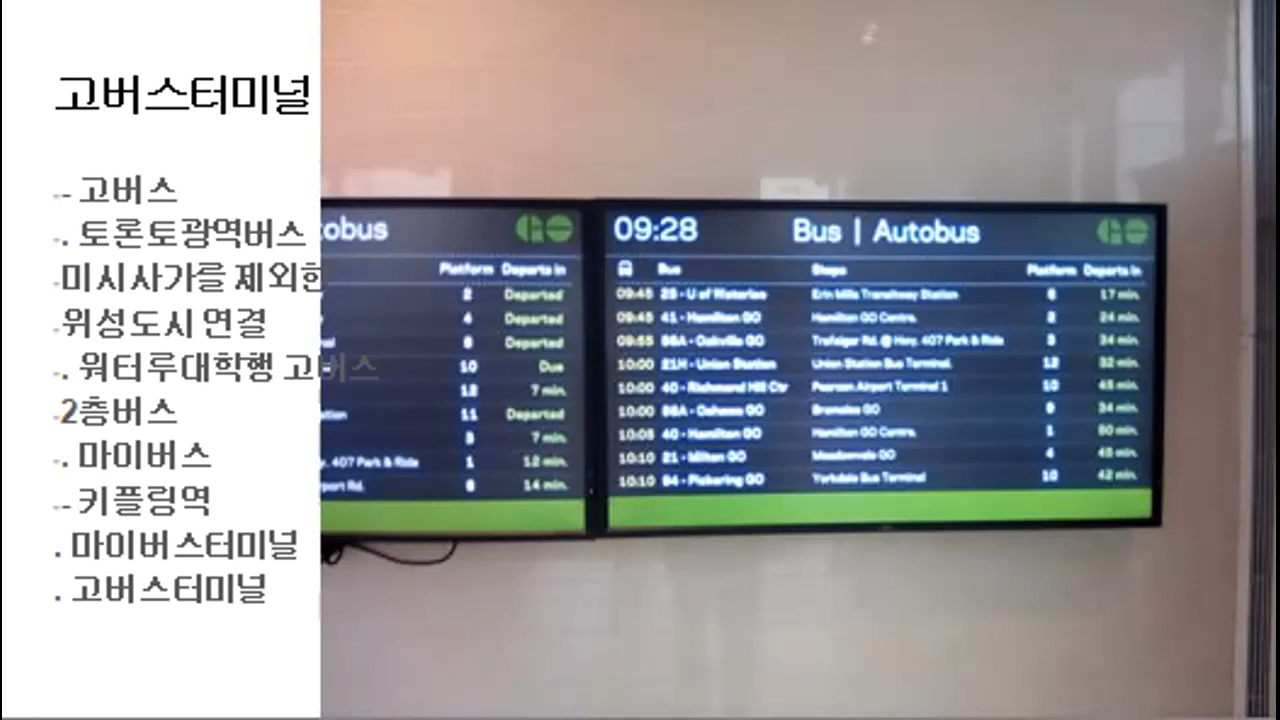 고버스터미널
-- 고버스
-. 토론토광역버스
-미시사가를 제외한
-위성도시 연결
-. 워터루대학행 고버스
-2층버스
-. 마이버스
-- 키플링역
. 마이버스터미널
. 고버스터미널
tobus
Platform Departs in
2 Departed
4 Departed
6 Departed
10 Due
12 7 min.
11 Departed
3 7 min.
407 Park & Ride 1 12 min.
port Rd. 8 14 min.
09:28 Bus | Autobus
Bus Stops Platform Departs in
09:45 25 - U of Waterloo Erin Mills Transitway Station 6 17 min.
09:45 41 - Hamilton GO Hamilton GO Centre. 2 24 min.
09:55 - Oakville GO Trafalgar Rd. @ Hwy. 407 Park & Ride 3 34 min.
10:00 21H - Union Station Union Station Bus Terminal. 12 32 min.
10:00 40 - Richmond Hill Ctr Pearson Airport Terminal 1 10 45 min.
10:00 - Oshawa GO Bramalea GO 9 34 min.
10:05 40 - Hamilton GO Hamilton GO Centre. 1 50 min.
10:10 21 - Milton GO Meadowvale GO 4 min.
10:10 94 - Pickering GO Yorkdale Bus Terminal 10 42 min.